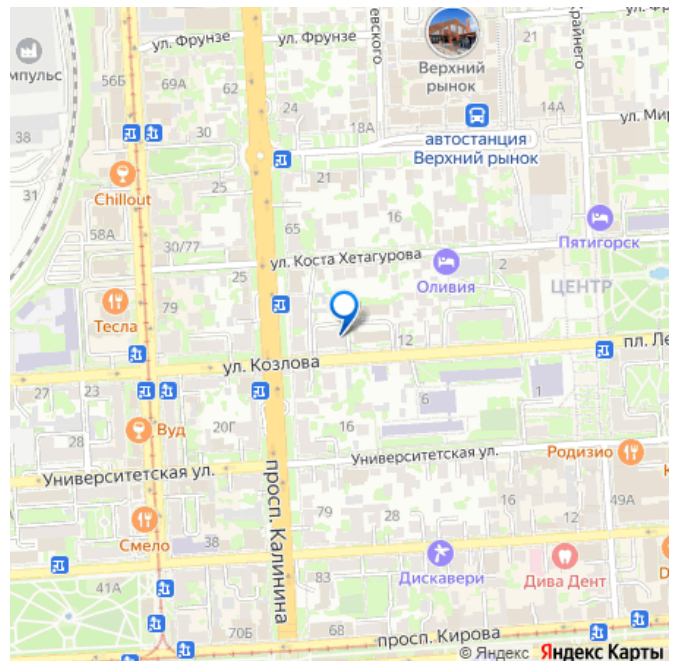 ул. Фрунзе
ул. Фрунзе
евского
райнего
мпульс
56Б
69А
62
Верхний
рынок
21
24
14А
38
30
18А
автостанция
Верхний рынок
ул. Мир
21
31
Chillout
16
58А
65
30/77
Пятигорск
ул. Коста Хетагурова
25
25
Оливия
2
79
ЦЕНТР
Тесла
12
пл. Ле
ул. Козлова
27
23
6
1
28
Вуд
20Г
16
Университетская ул.
Родизио
К
Университетская ул.
просп. Калинина
16
49А
79
28
12
Смело
38
Дискавери
Дива Дент
D
41А
83
70Б
68
просп. Кирова
© Яндекс Яндекс Карты